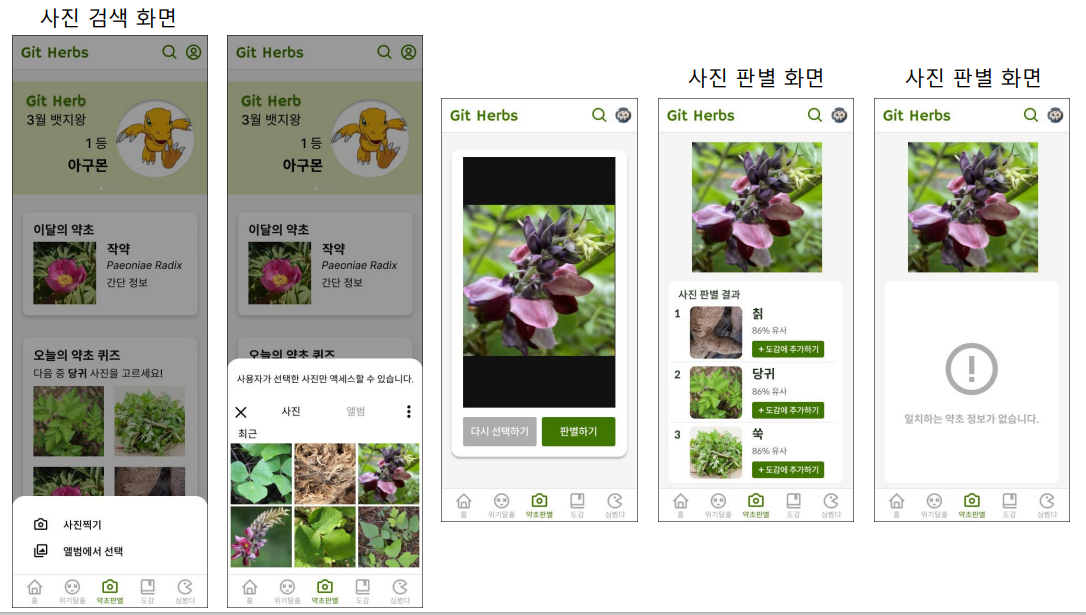 사진 검색 화면
Git Herbs
Git Herb
3월 뱃지왕
1 등
아구몬
이달의 약초
작약
Paeoniae Radix
간단 정보
오늘의 약초 퀴즈
다음 중 당귀 사진을 고르세요!
사진찍기
앨범에서 선택
홈
위기탈출
약초판별
도감
심봤다
Git Herbs
Git Herb
3월 뱃지왕
1 등
아구몬
이달의 약초
작약
Paeoniae Radix
간단 정보
오늘의 약초 퀴즈
사용자가 선택한 사진만 액세스할 수 있습니다.
사진
앨범
최근
홈
위기탈출
약초판별
도감
심봤다
Git Herbs
다시 선택하기
판별하기
홈
위기탈출
약초판별
도감
심봤다
사진 판별 화면
Git Herbs
사진 판별 결과
1
칡
86% 유사
+ 도감에 추가하기
2
당귀
86% 유사
+ 도감에 추가하기
3
쑥
86% 유사
+ 도감에 추가하기
홈
위기탈출
약초판별
도감
심봤다
사진 판별 화면
Git Herbs
일치하는 약초 정보가 없습니다.
홈
위기탈출
약초판별
도감
심봤다